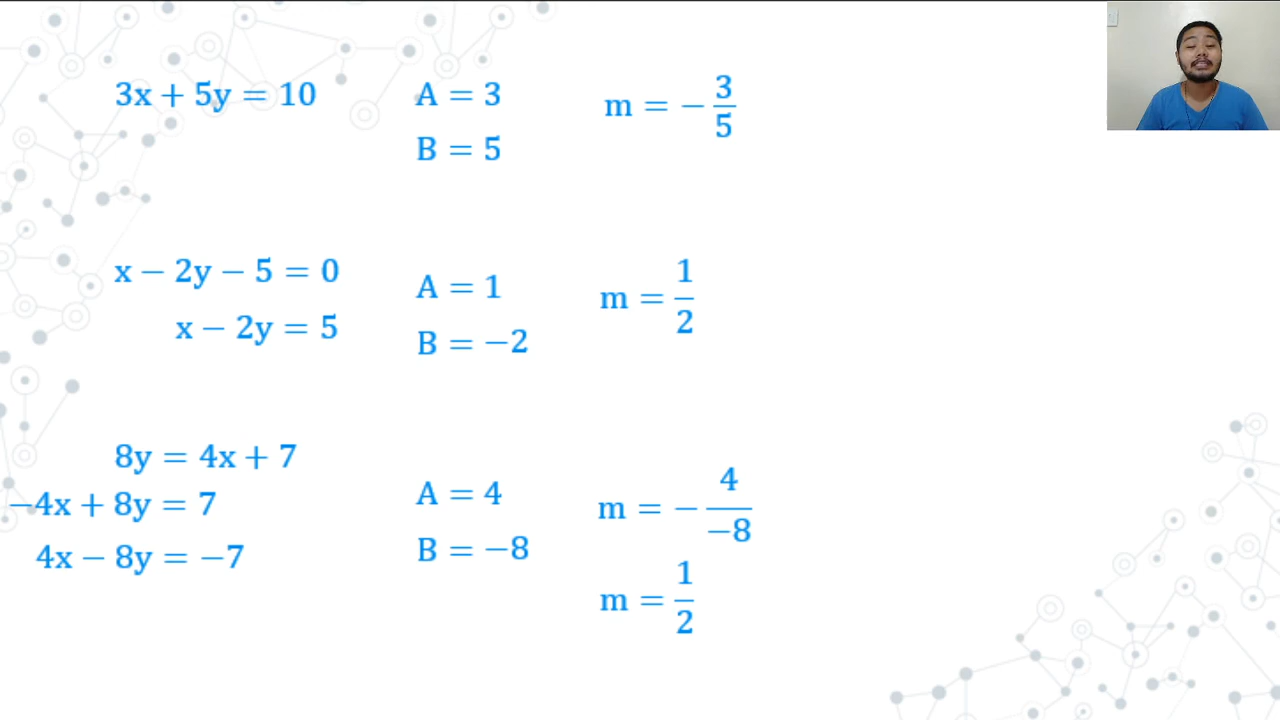 3x + 5y = 10
A = 3
B = 5
m = −3/5
x − 2y − 5 = 0
x − 2y = 5
A = 1
B = −2
m = 1/2
8y = 4x + 7
−4x + 8y = 7
4x − 8y = −7
A = 4
B = −8
m = −4/−8
m = 1/2